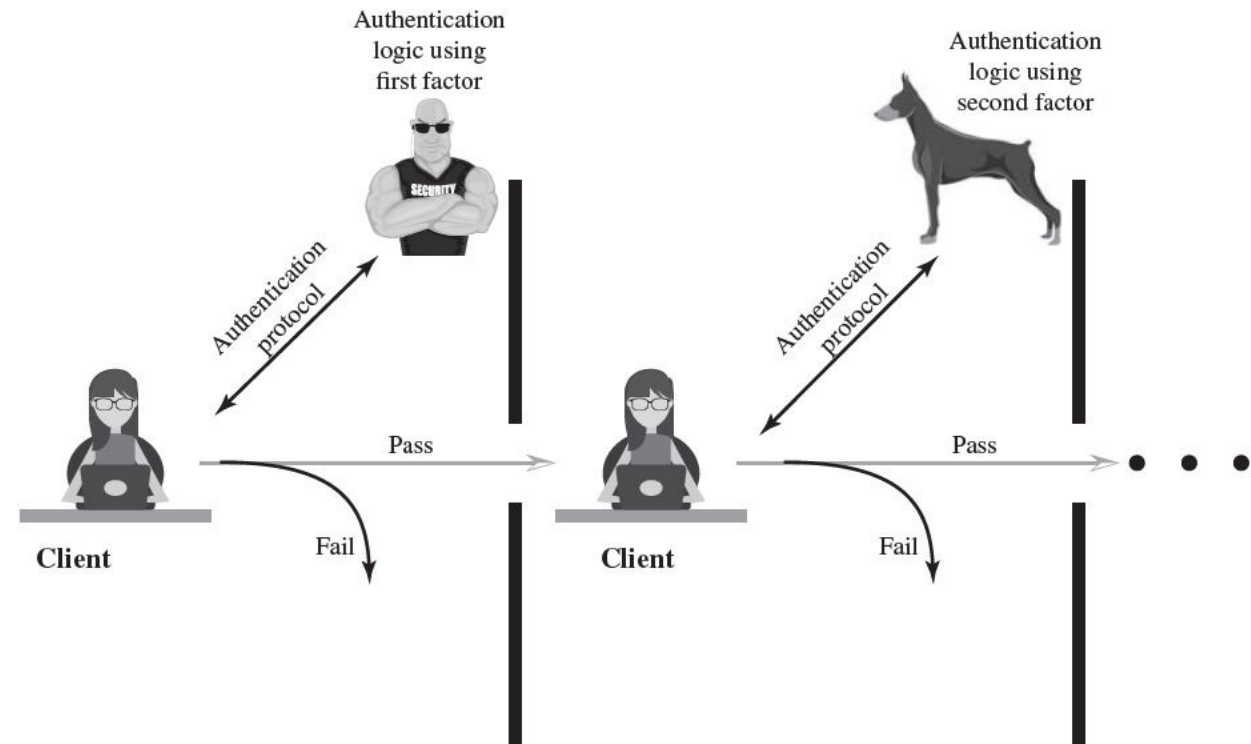 Authentication
logic using
first factor
SECURITY
Authentication
protocol
Pass
Fail
Client
Authentication
logic using
second factor
Authentication
protocol
Pass
Fail
Client